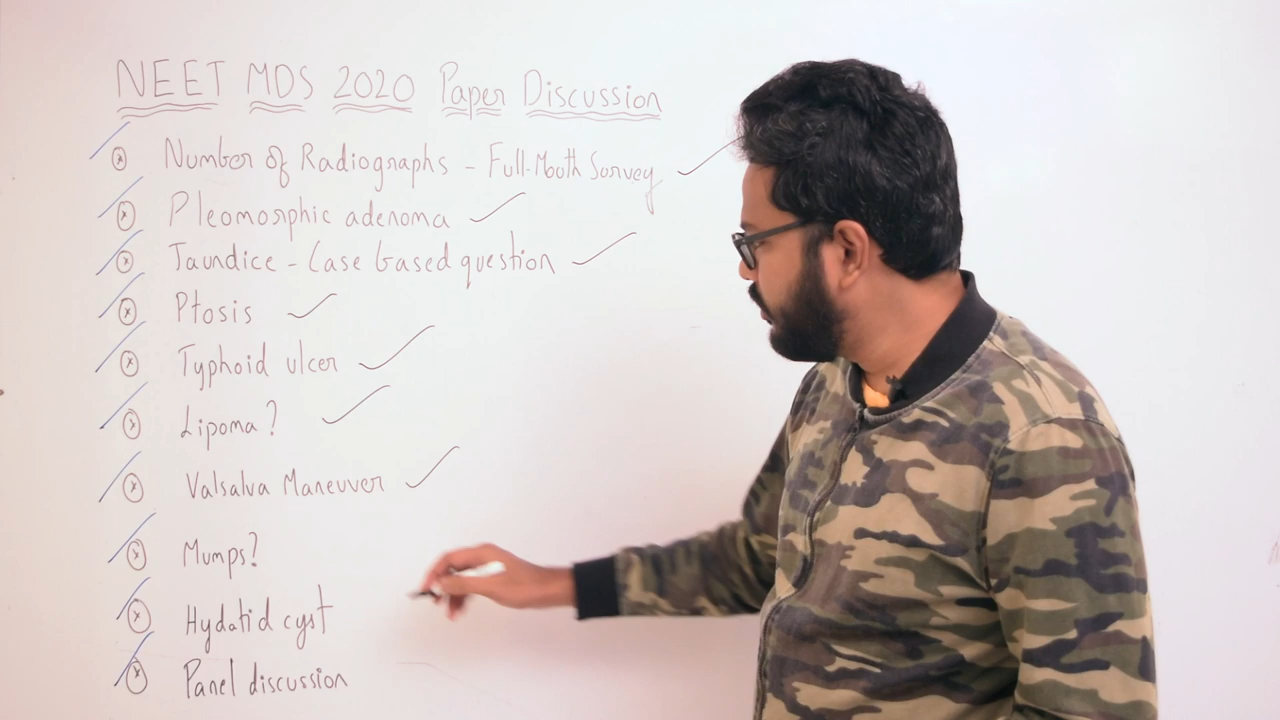 NEET MDS 2020 Paper Discussion
Number of Radiographs - Full-Mouth Survey
Pleomorphic adenoma
Jaundice - Case based question
Ptosis
Typhoid ulcer
Lipoma?
Valsalva Maneuver
Mumps?
Hydatid cyst
Panel discussion